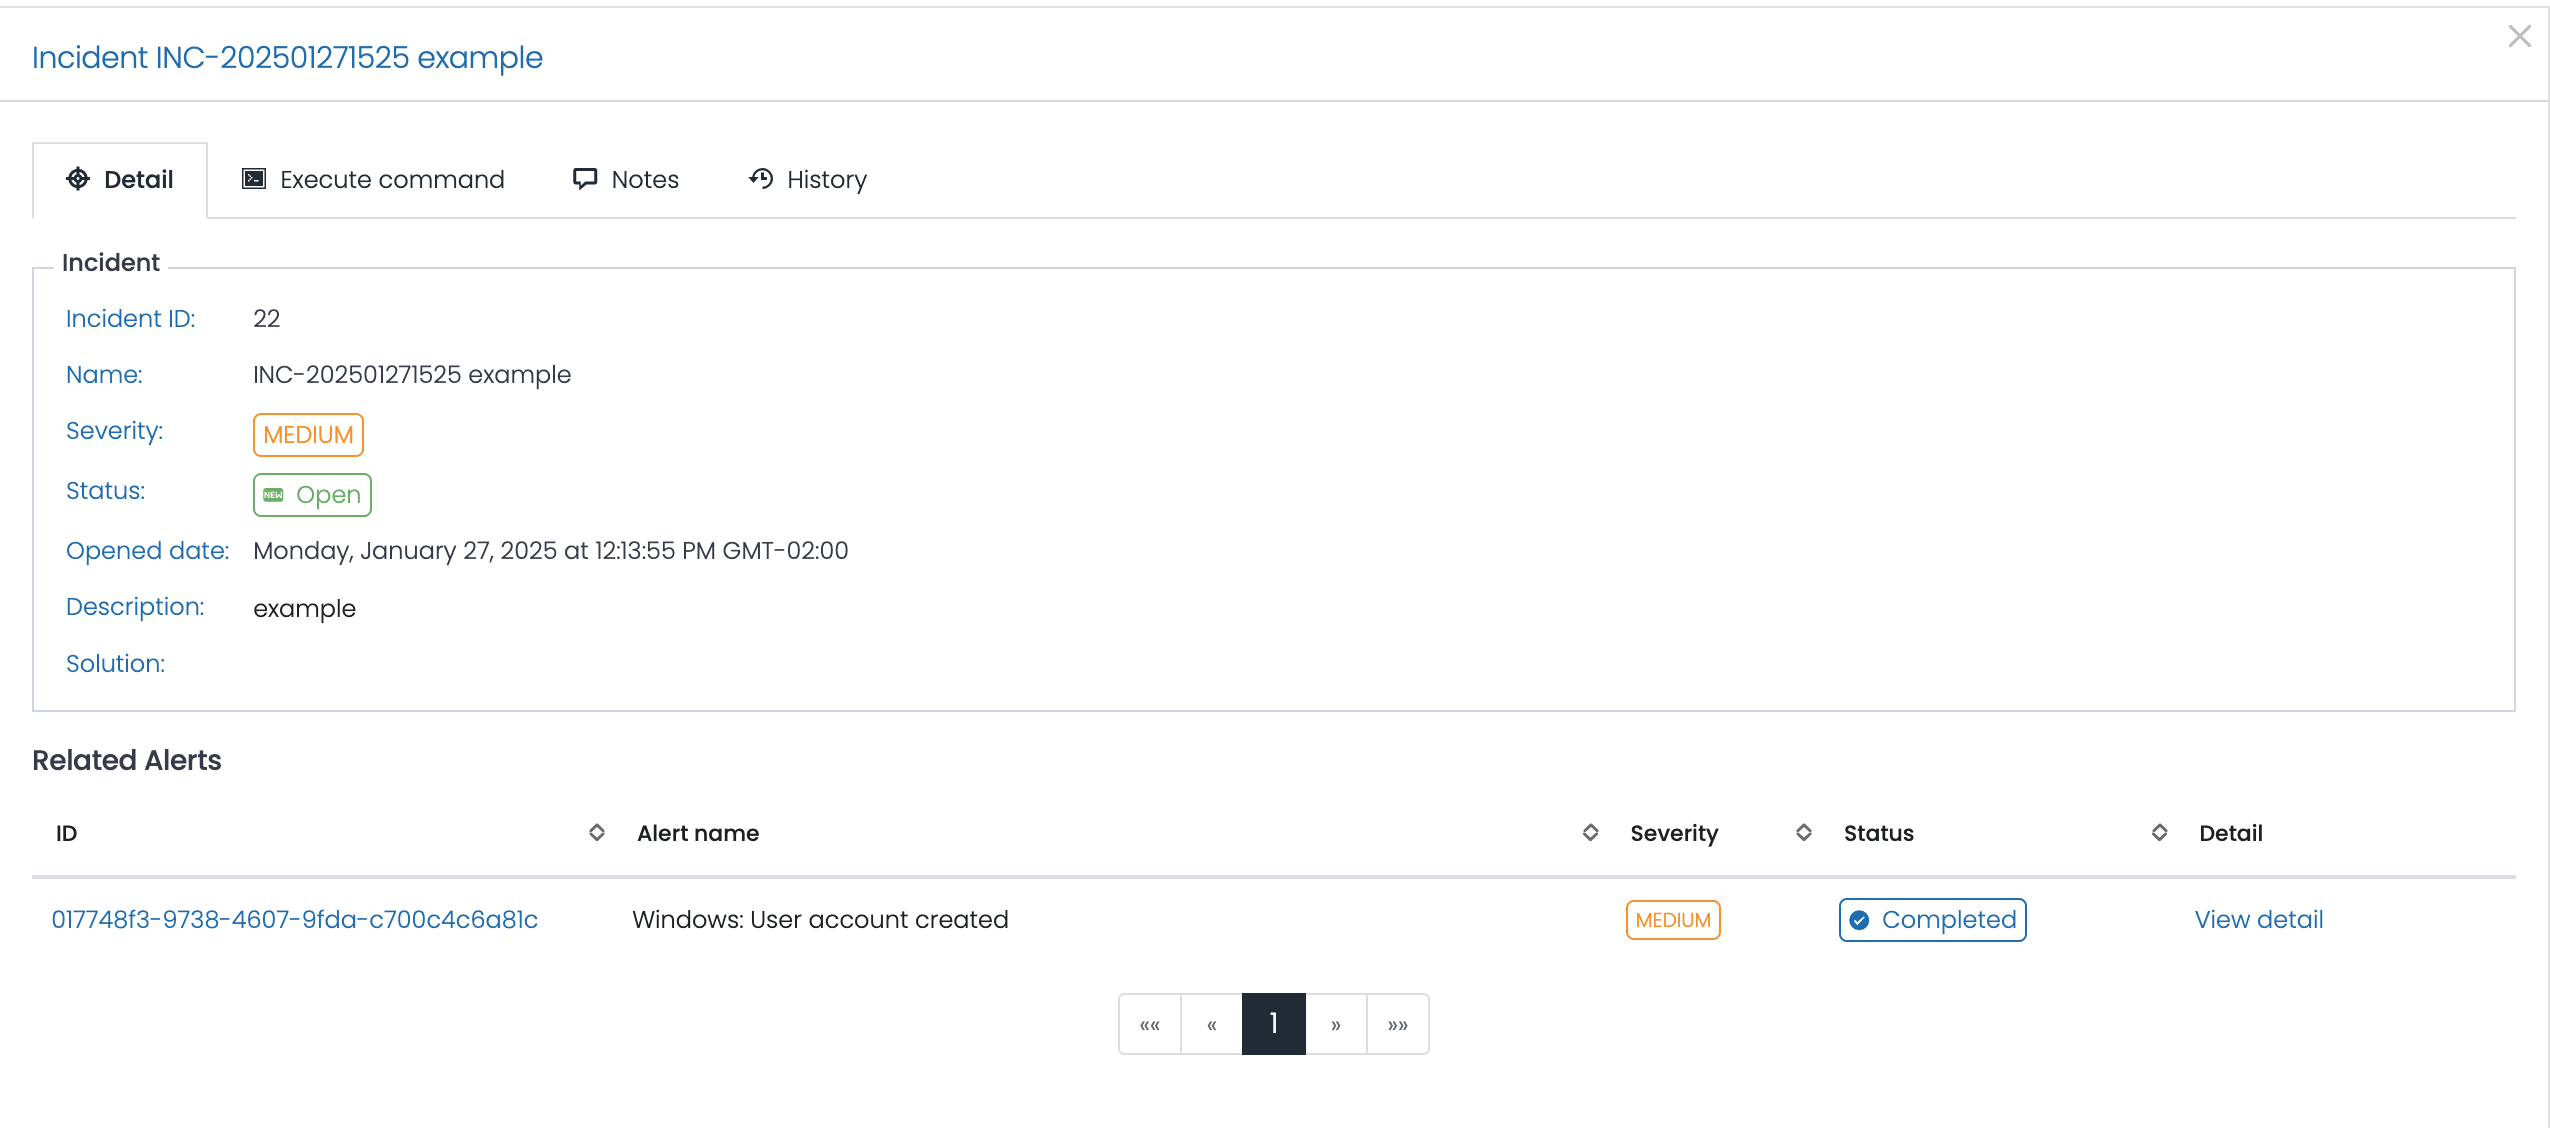 Incident INC-202501271525 example
Detail Execute command Notes History
Incident
Incident ID: 22
Name: INC-202501271525 example
Severity: MEDIUM
Status: NEW Open
Opened date: Monday, January 27, 2025 at 12:13:55 PM GMT-02:00
Description: example
Solution:
Related Alerts
ID Alert name Severity Status Detail
017748f3-9738-4607-9fda-c700c4c6a81c Windows: User account created MEDIUM Completed View detail
«« « 1 » »»